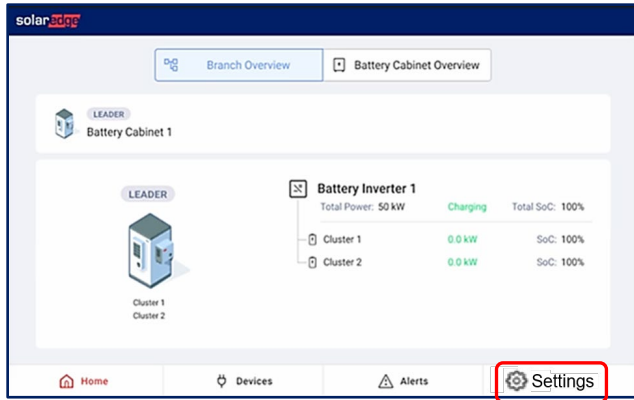 solaredge
Branch Overview
Battery Cabinet Overview
LEADER
Battery Cabinet 1
LEADER
Cluster 1
Cluster 2
Battery Inverter 1
Total Power: 50 kW Charging Total SoC: 100%
Cluster 1 0.0 kW SoC: 100%
Cluster 2 0.0 kW SoC: 100%
Home Devices Alerts Settings